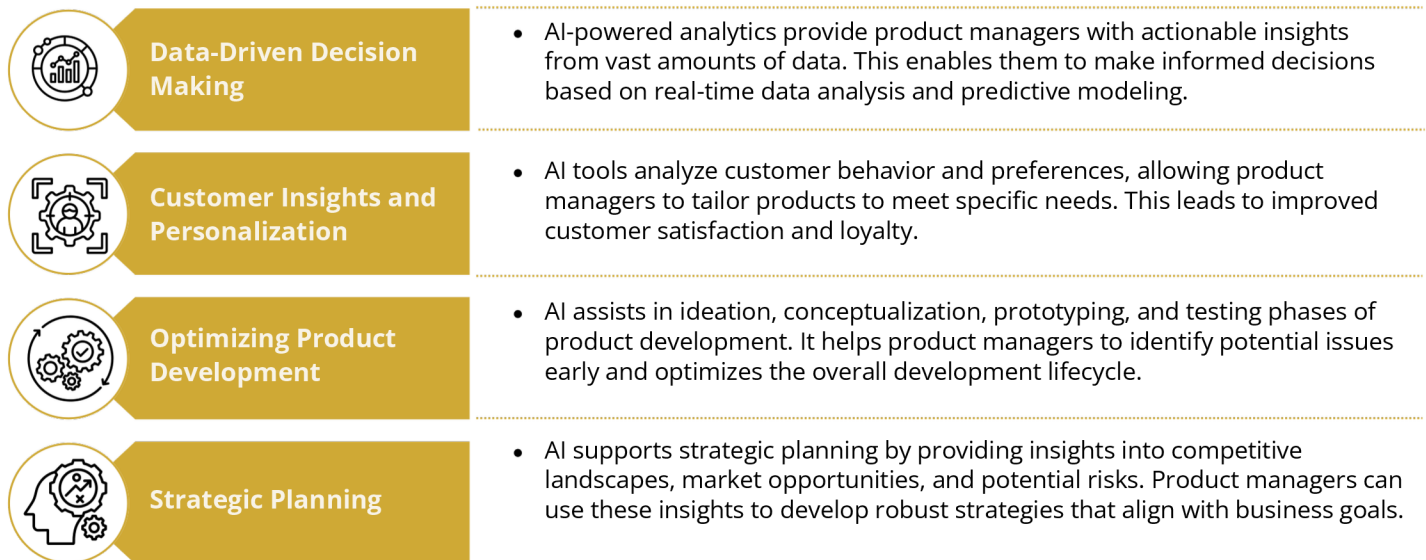 Data-Driven Decision
Making
• AI-powered analytics provide product managers with actionable insights
from vast amounts of data. This enables them to make informed decisions
based on real-time data analysis and predictive modeling.
Customer Insights and
Personalization
• AI tools analyze customer behavior and preferences, allowing product
managers to tailor products to meet specific needs. This leads to improved
customer satisfaction and loyalty.
Optimizing Product
Development
• AI assists in ideation, conceptualization, prototyping, and testing phases of
product development. It helps product managers to identify potential issues
early and optimizes the overall development lifecycle.
Strategic Planning
• AI supports strategic planning by providing insights into competitive
landscapes, market opportunities, and potential risks. Product managers can
use these insights to develop robust strategies that align with business goals.